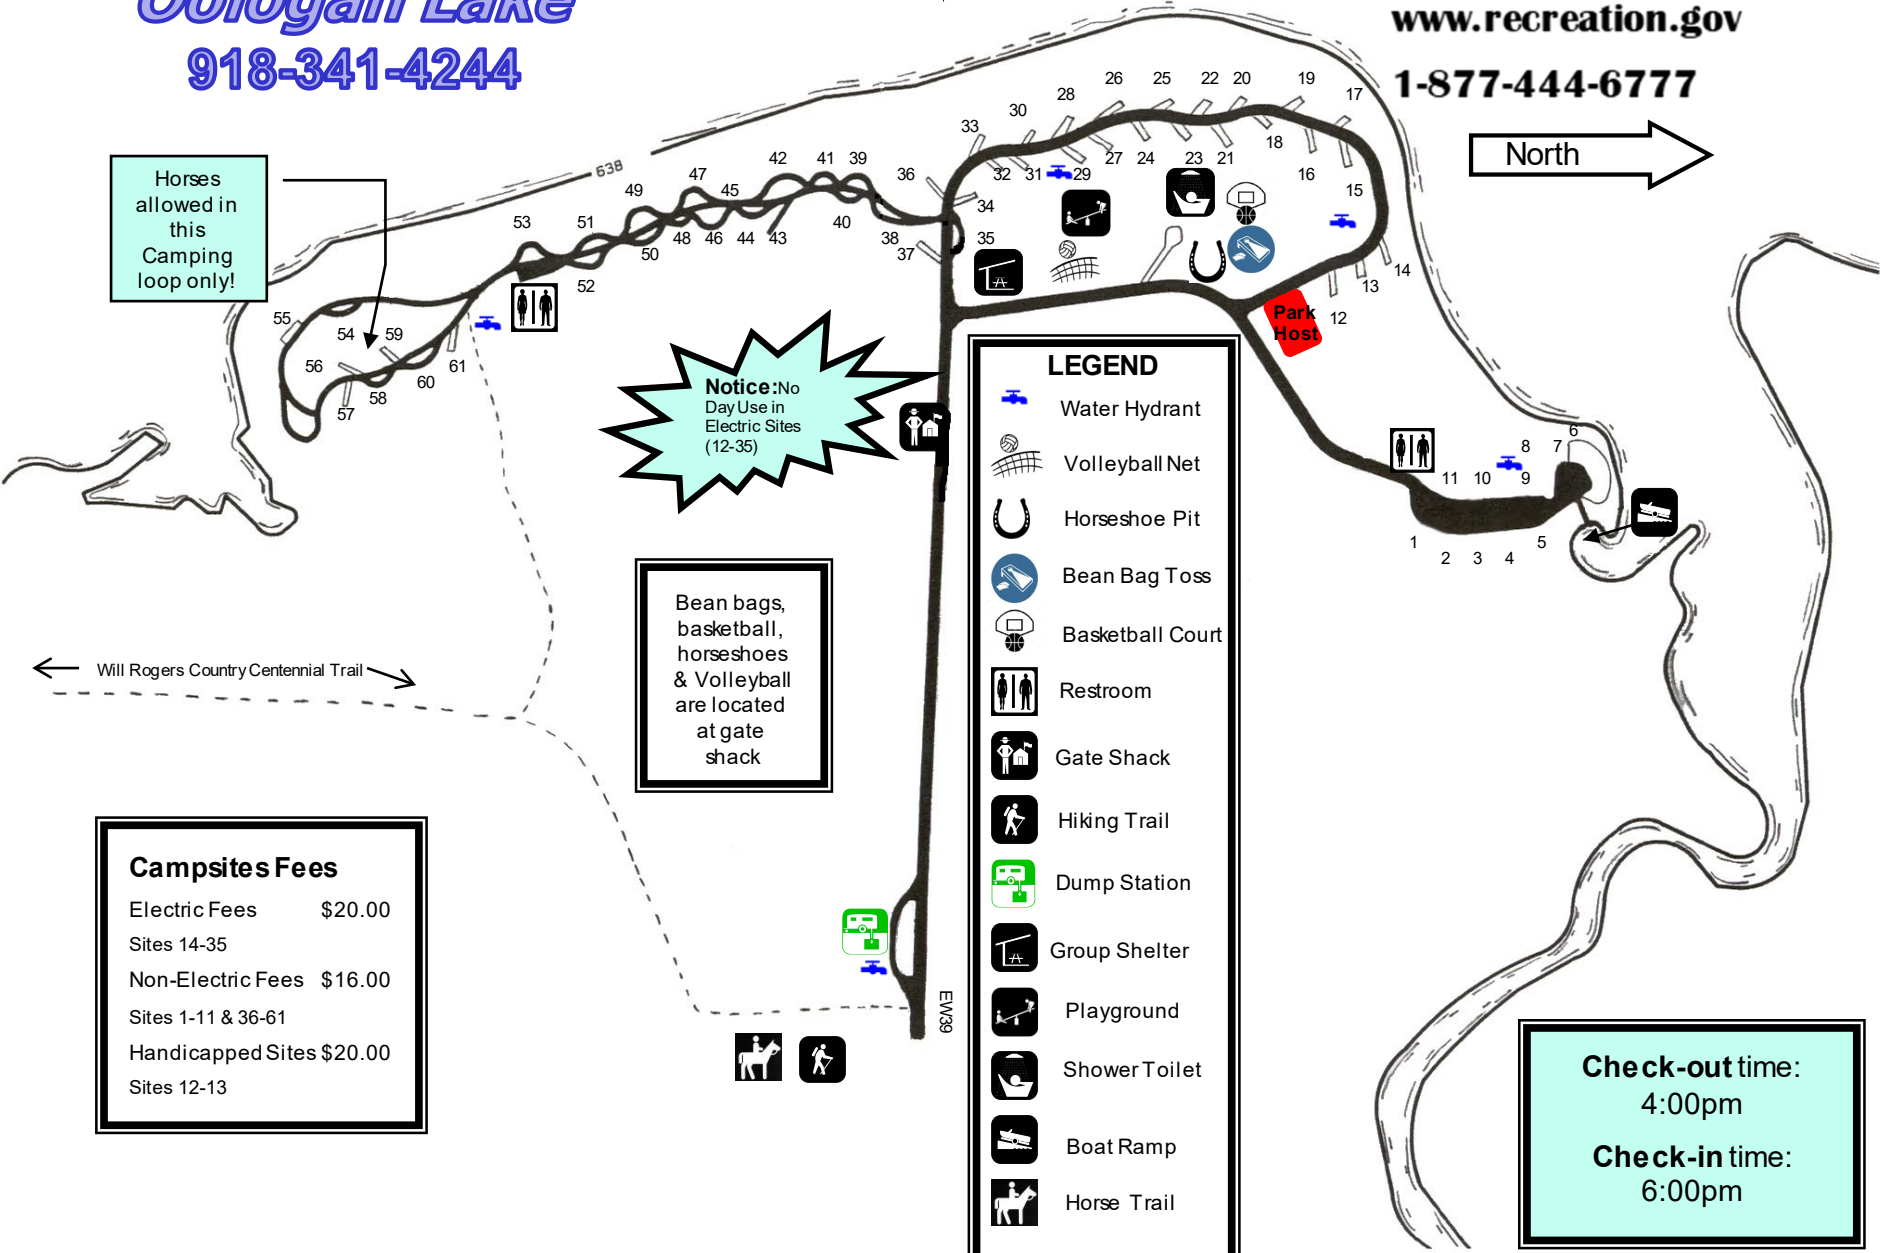 Oologah Lake
918-341-4244
www.recreation.gov
1-877-444-6777
North
Horses
allowed in
this
Camping
loop only!
638
53
51
49
47
45
42
41
39
36
33
30
28
26
25
22
20
19
17
52
50
48
46
44
43
40
38
37
34
35
32
31
29
27
24
23
21
18
16
15
14
13
12
55
54
59
56
57
58
60
61
Park
Host
Notice:No
Day Use in
Electric Sites
(12-35)
6
7
8
9
10
11
1
2
3
4
5
Bean bags,
basketball,
horseshoes
& Volleyball
are located
at gate
shack
Will Rogers Country Centennial Trail
EW39
LEGEND
Water Hydrant
Volleyball Net
Horseshoe Pit
Bean Bag Toss
Basketball Court
Restroom
Gate Shack
Hiking Trail
Dump Station
Group Shelter
Playground
Shower Toilet
Boat Ramp
Horse Trail
Campsites Fees
Electric Fees $20.00
Sites 14-35
Non-Electric Fees $16.00
Sites 1-11 & 36-61
Handicapped Sites $20.00
Sites 12-13
Check-out time:
4:00pm
Check-in time:
6:00pm